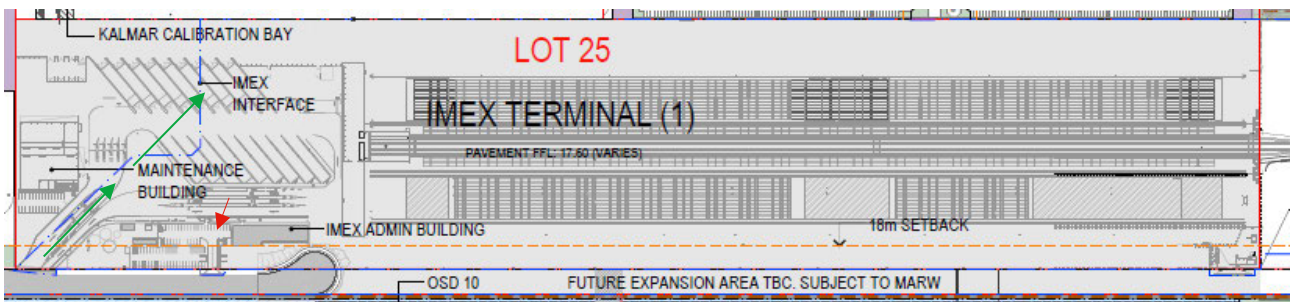 KALMAR CALIBRATION BAY
LOT 25
IMEX
INTERFACE
IMEX TERMINAL (1)
PAVEMENT FFL: 17.60 (VARIES)
MAINTENANCE
BUILDING
IMEX ADMIN BUILDING
18m SETBACK
OSD 10
FUTURE EXPANSION AREA TBC. SUBJECT TO MARW